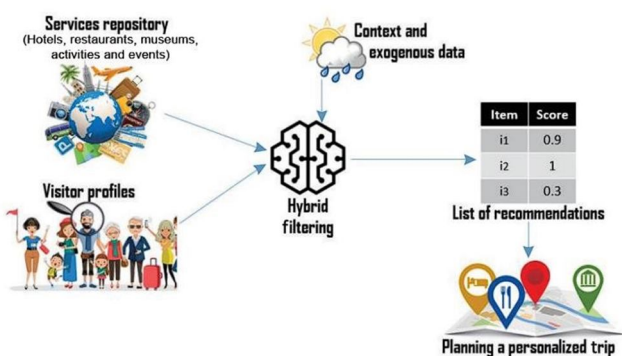 Services repository
(Hotels, restaurants, museums,
activities and events)
Context and
exogenous data
Visitor profiles
Hybrid
filtering
Item Score
i1 0.9
i2 1
i3 0.3
List of recommendations
Planning a personalized trip